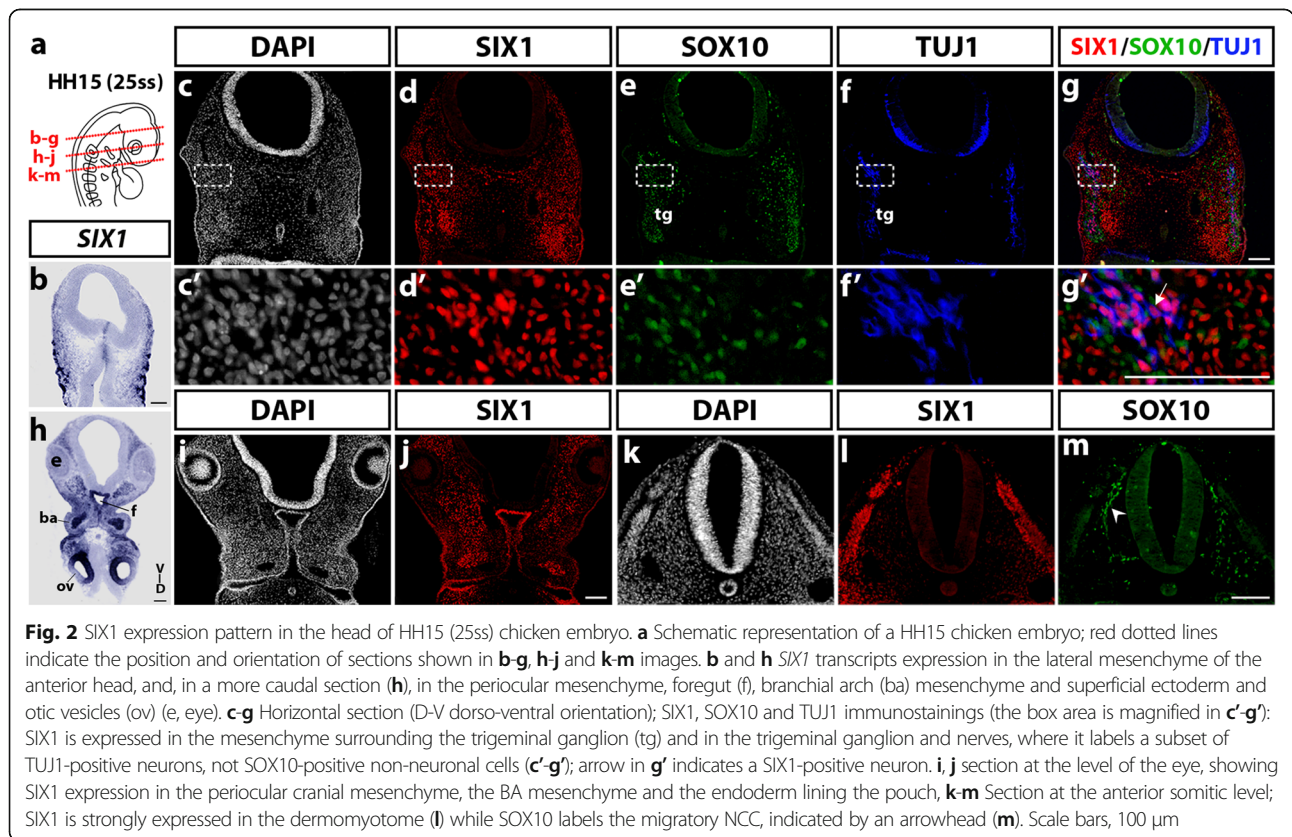 a
HH15 (25ss)
b-g
h-j
k-m
SIX1
b
h
e
f
ba
ov
V
D
DAPI
SIX1
SOX10
TUJ1
SIX1/SOX10/TUJ1
c
d
e
tg
f
tg
g
c′
d′
e′
f′
g′
DAPI
SIX1
DAPI
SIX1
SOX10
i
j
k
l
m
Fig. 2 SIX1 expression pattern in the head of HH15 (25ss) chicken embryo. a Schematic representation of a HH15 chicken embryo; red dotted lines
indicate the position and orientation of sections shown in b-g, h-j and k-m images. b and h SIX1 transcripts expression in the lateral mesenchyme of the
anterior head, and, in a more caudal section (h), in the periocular mesenchyme, foregut (f), branchial arch (ba) mesenchyme and superficial ectoderm and
otic vesicles (ov) (e, eye). c-g Horizontal section (D-V dorso-ventral orientation); SIX1, SOX10 and TUJ1 immunostainings (the box area is magnified in c′-g′):
SIX1 is expressed in the mesenchyme surrounding the trigeminal ganglion (tg) and in the trigeminal ganglion and nerves, where it labels a subset of
TUJ1-positive neurons, not SOX10-positive non-neuronal cells (c′-g′); arrow in g′ indicates a SIX1-positive neuron. i, j section at the level of the eye, showing
SIX1 expression in the periocular cranial mesenchyme, the BA mesenchyme and the endoderm lining the pouch, k-m Section at the anterior somitic level;
SIX1 is strongly expressed in the dermomyotome (l) while SOX10 labels the migratory NCC, indicated by an arrowhead (m). Scale bars, 100 μm